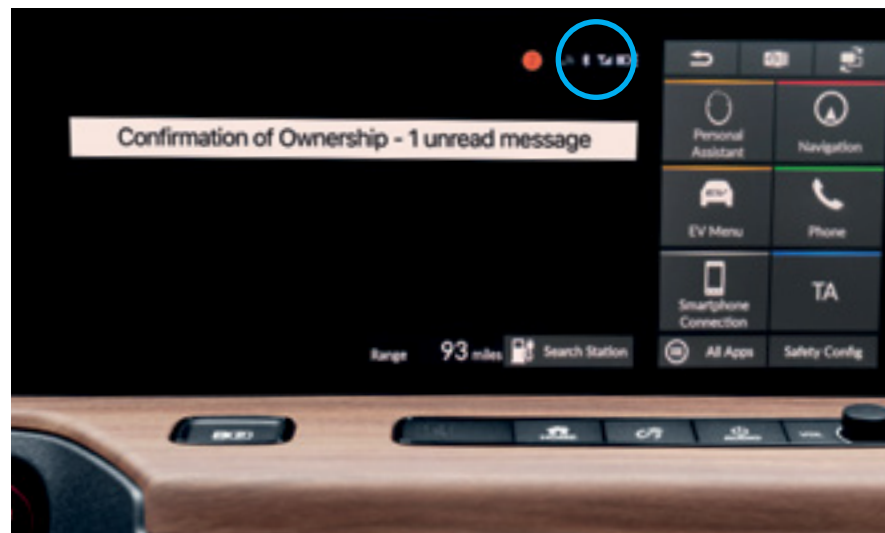 Confirmation of Ownership - 1 unread message
Personal
Assistant
Navigation
EV Menu
Phone
Smartphone
Connection
TA
Range 93 miles Search Station
All Apps
Safety Config
VOL